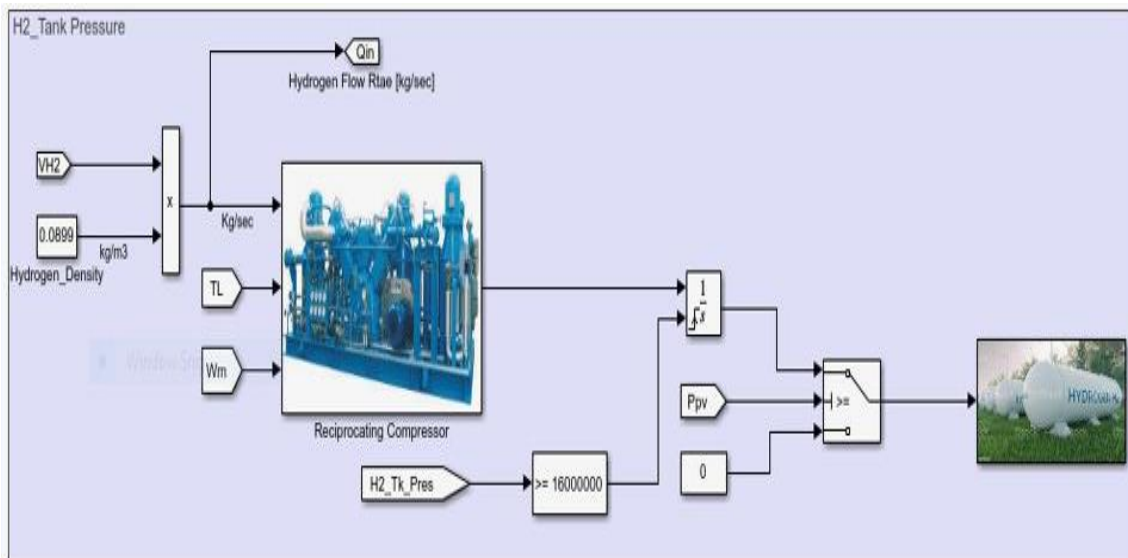 H2_Tank Pressure
Qin
Hydrogen Flow Rtae [kg/sec]
VH2
x
0.0899
kg/m3
Hydrogen_Density
Kg/sec
TL
Wm
Reciprocating Compressor
1
s
Ppv
>=
0
H2_Tk_Pres
>= 16000000